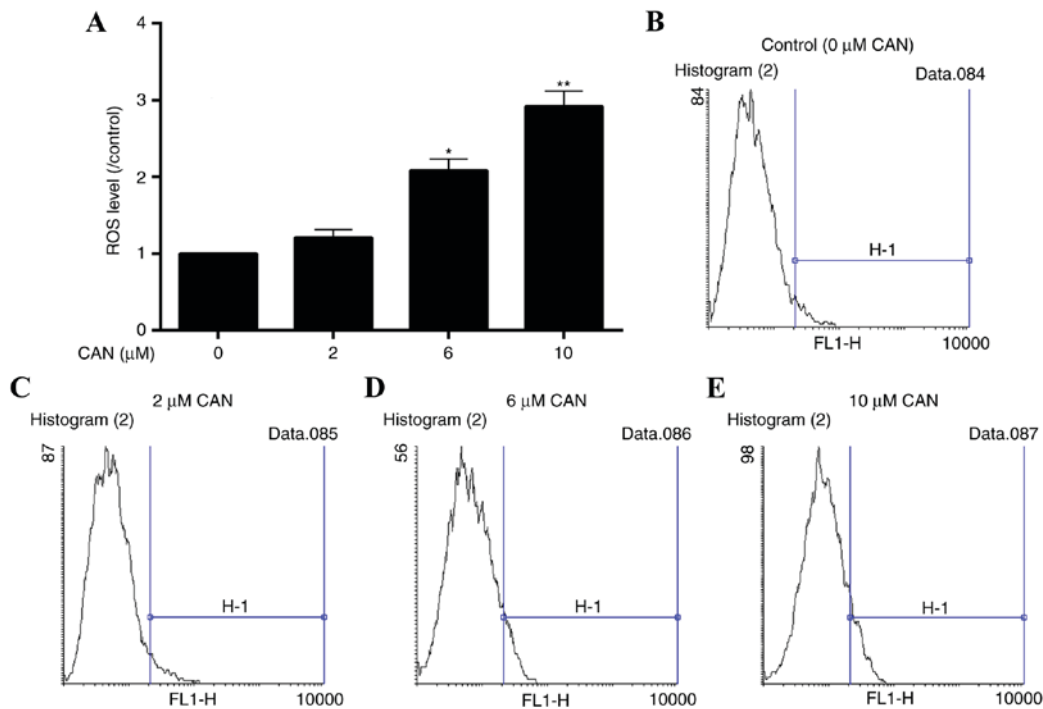 A
4
3
2
1
0
ROS level (/control)
*
**
CAN (μM)
0 2 6 10
B
Control (0 μM CAN)
Histogram (2) Data.084
84
H-1
FL1-H 10000
C
2 μM CAN
Histogram (2)
Data.085
87
H-1
FL1-H 10000
D
6 μM CAN
Histogram (2)
Data.086
56
H-1
FL1-H 10000
E
10 μM CAN
Histogram (2)
Data.087
98
H-1
FL1-H 10000